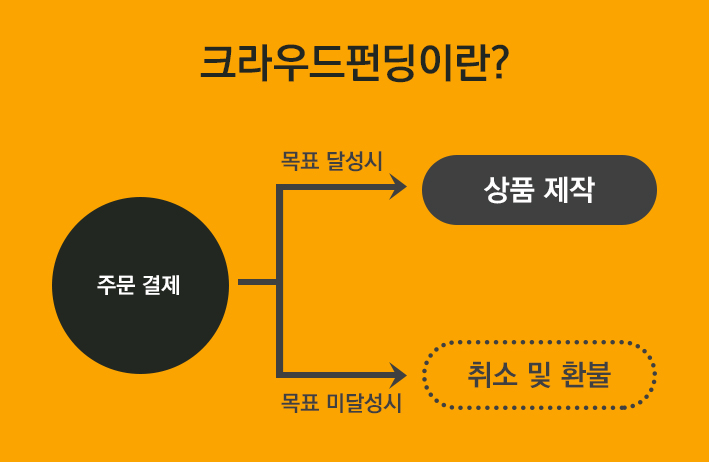 크라우드펀딩이란?
목표 달성시
상품 제작
주문 결제
취소 및 환불
목표 미달성시